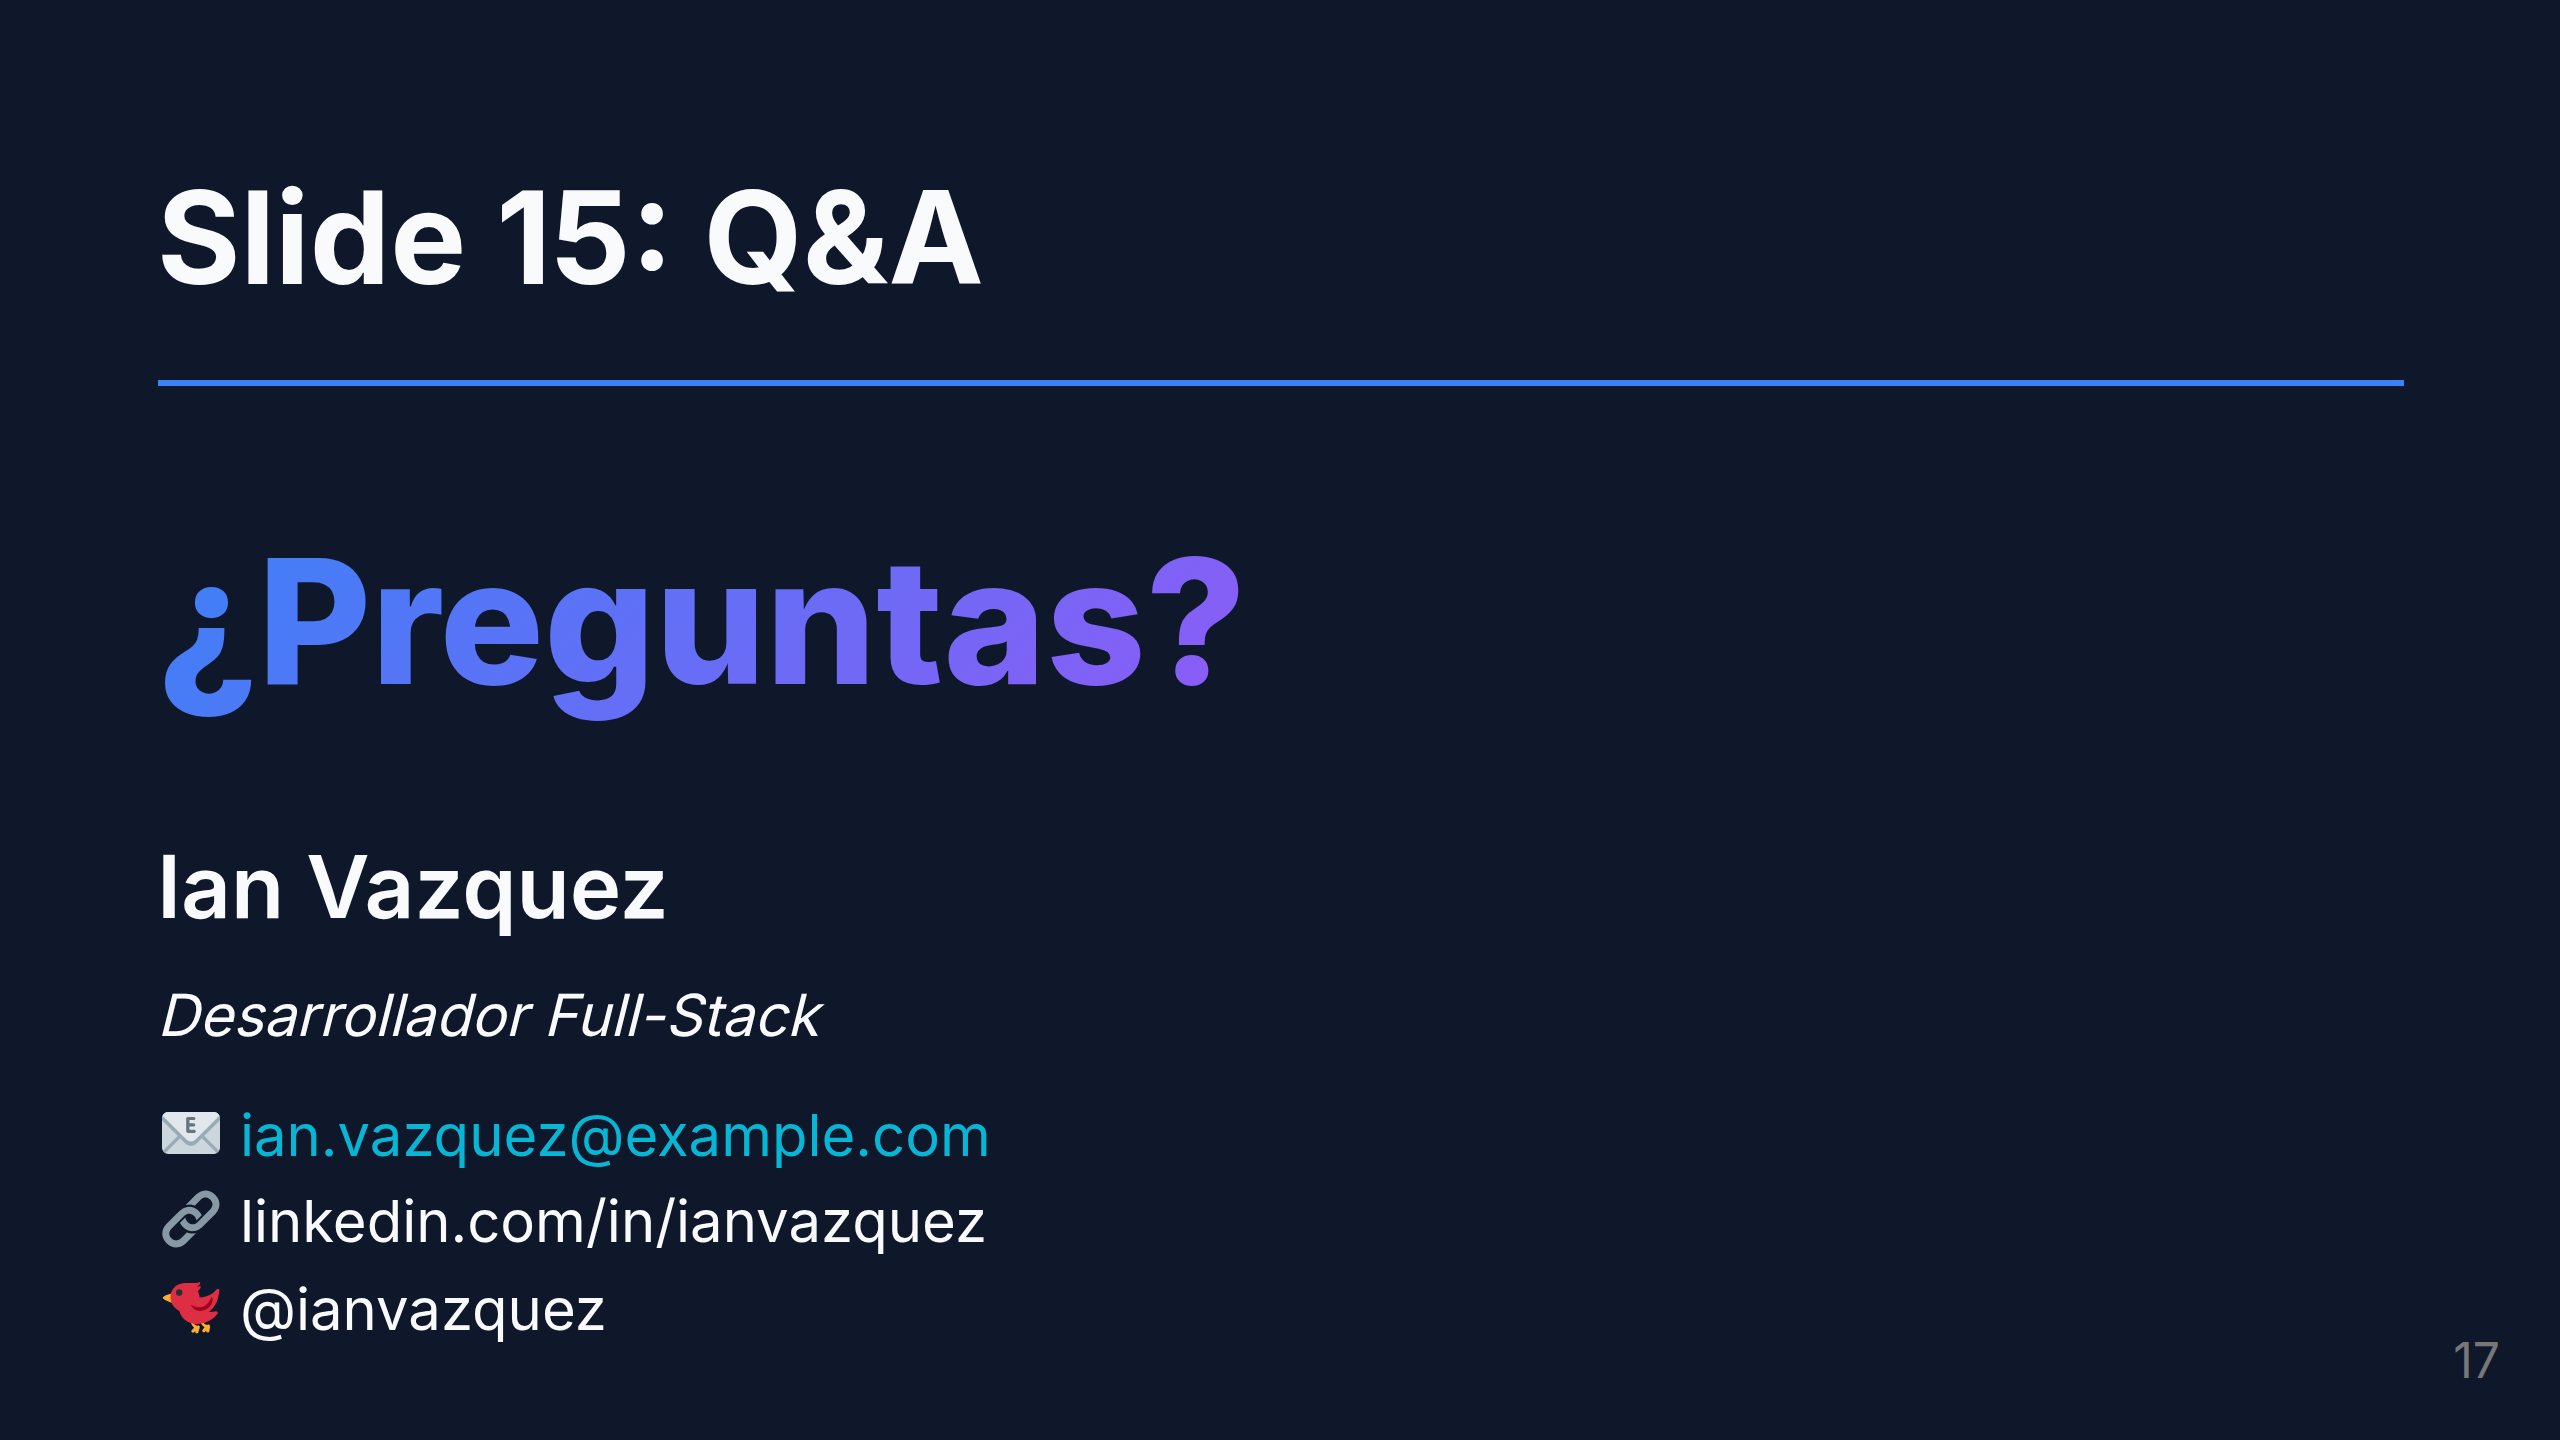 Slide 15: Q&A
¿Preguntas?
Ian Vazquez
Desarrollador Full-Stack
E ian.vazquez@example.com
linkedin.com/in/ianvazquez
@ianvazquez
17